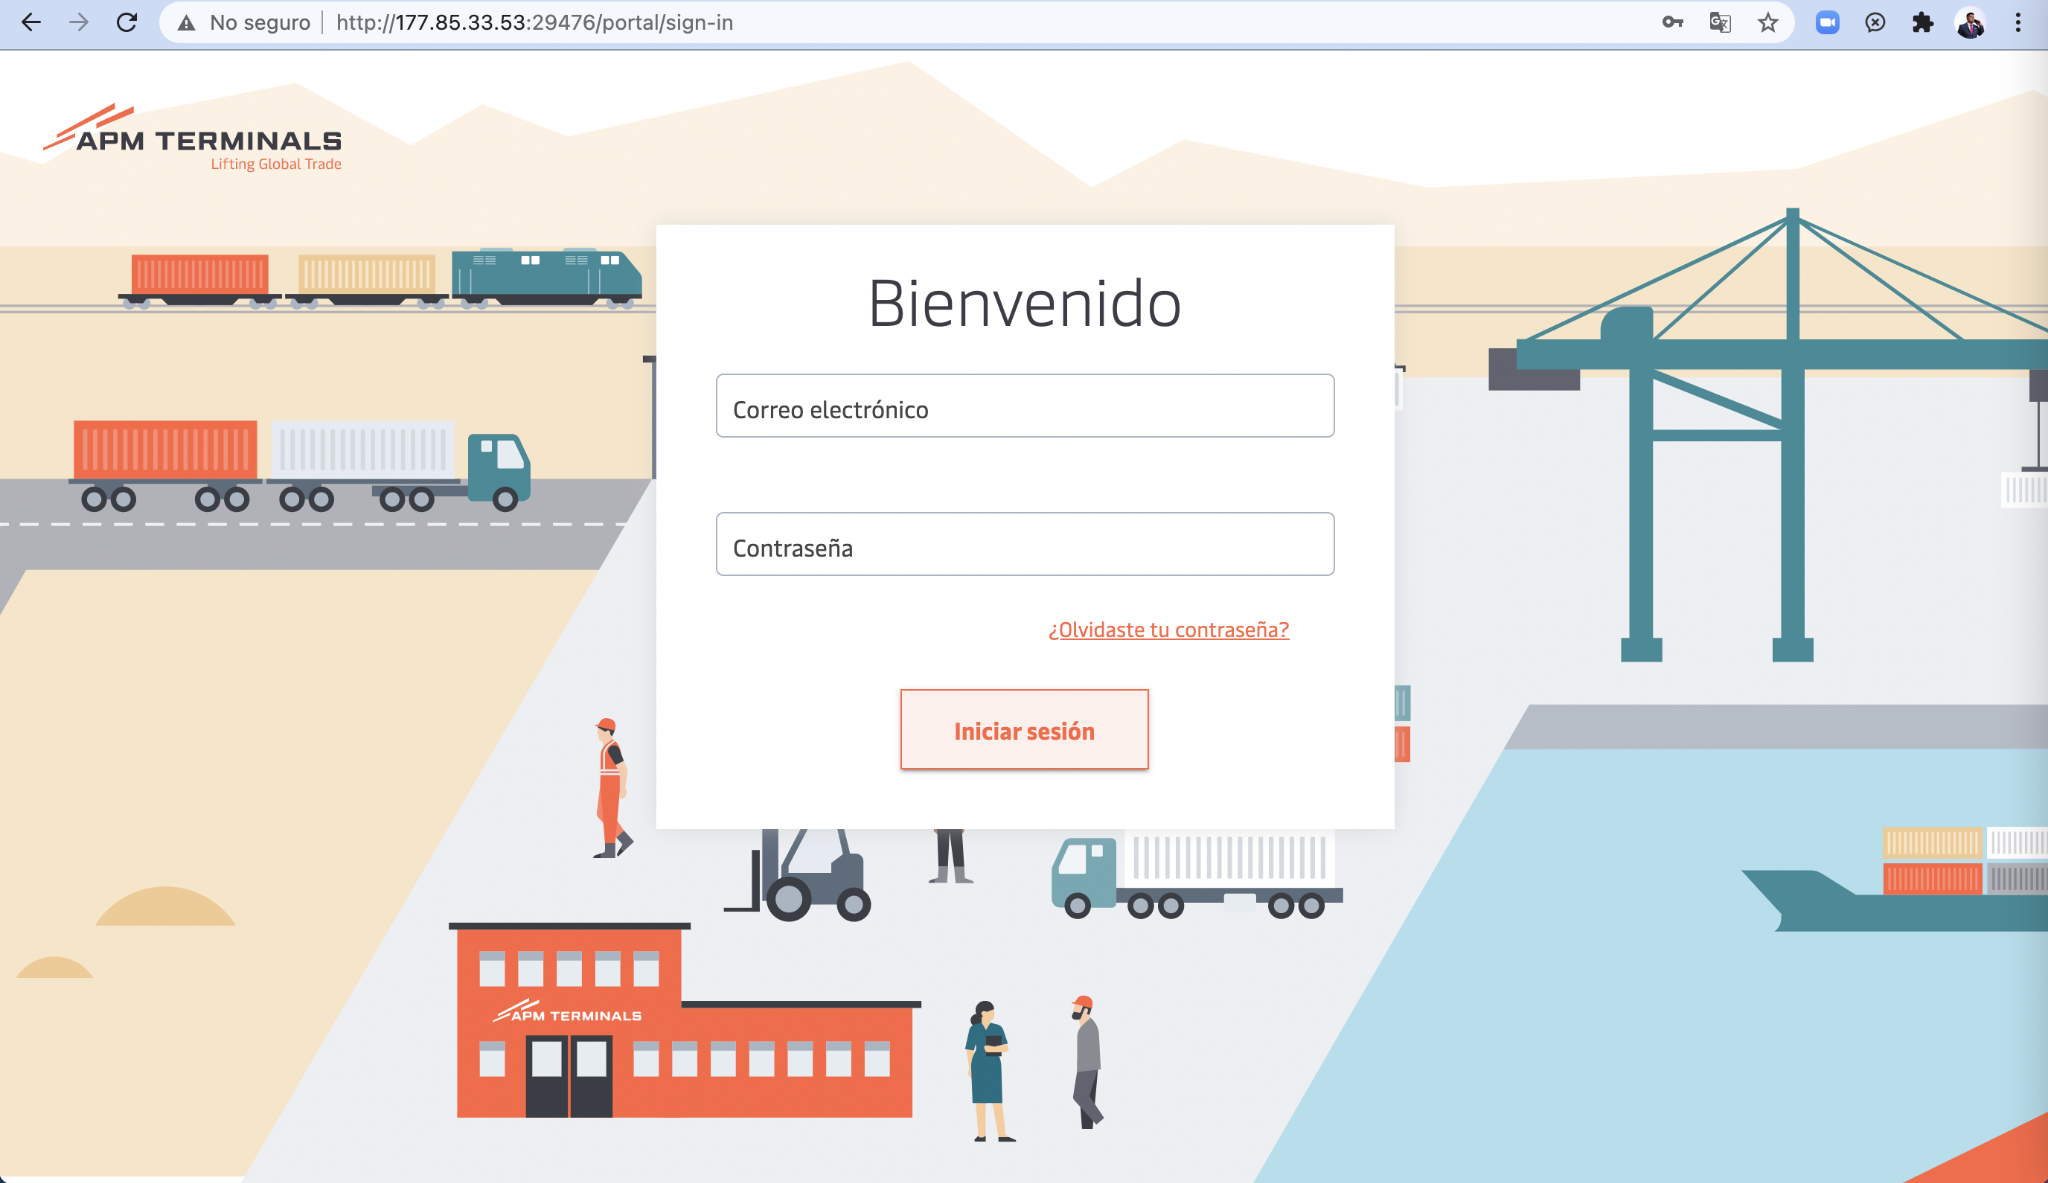 No seguro
http://177.85.33.53:29476/portal/sign-in
APM TERMINALS
Lifting Global Trade
Bienvenido
Correo electrónico
Contraseña
¿Olvidaste tu contraseña?
Iniciar sesión
APM TERMINALS